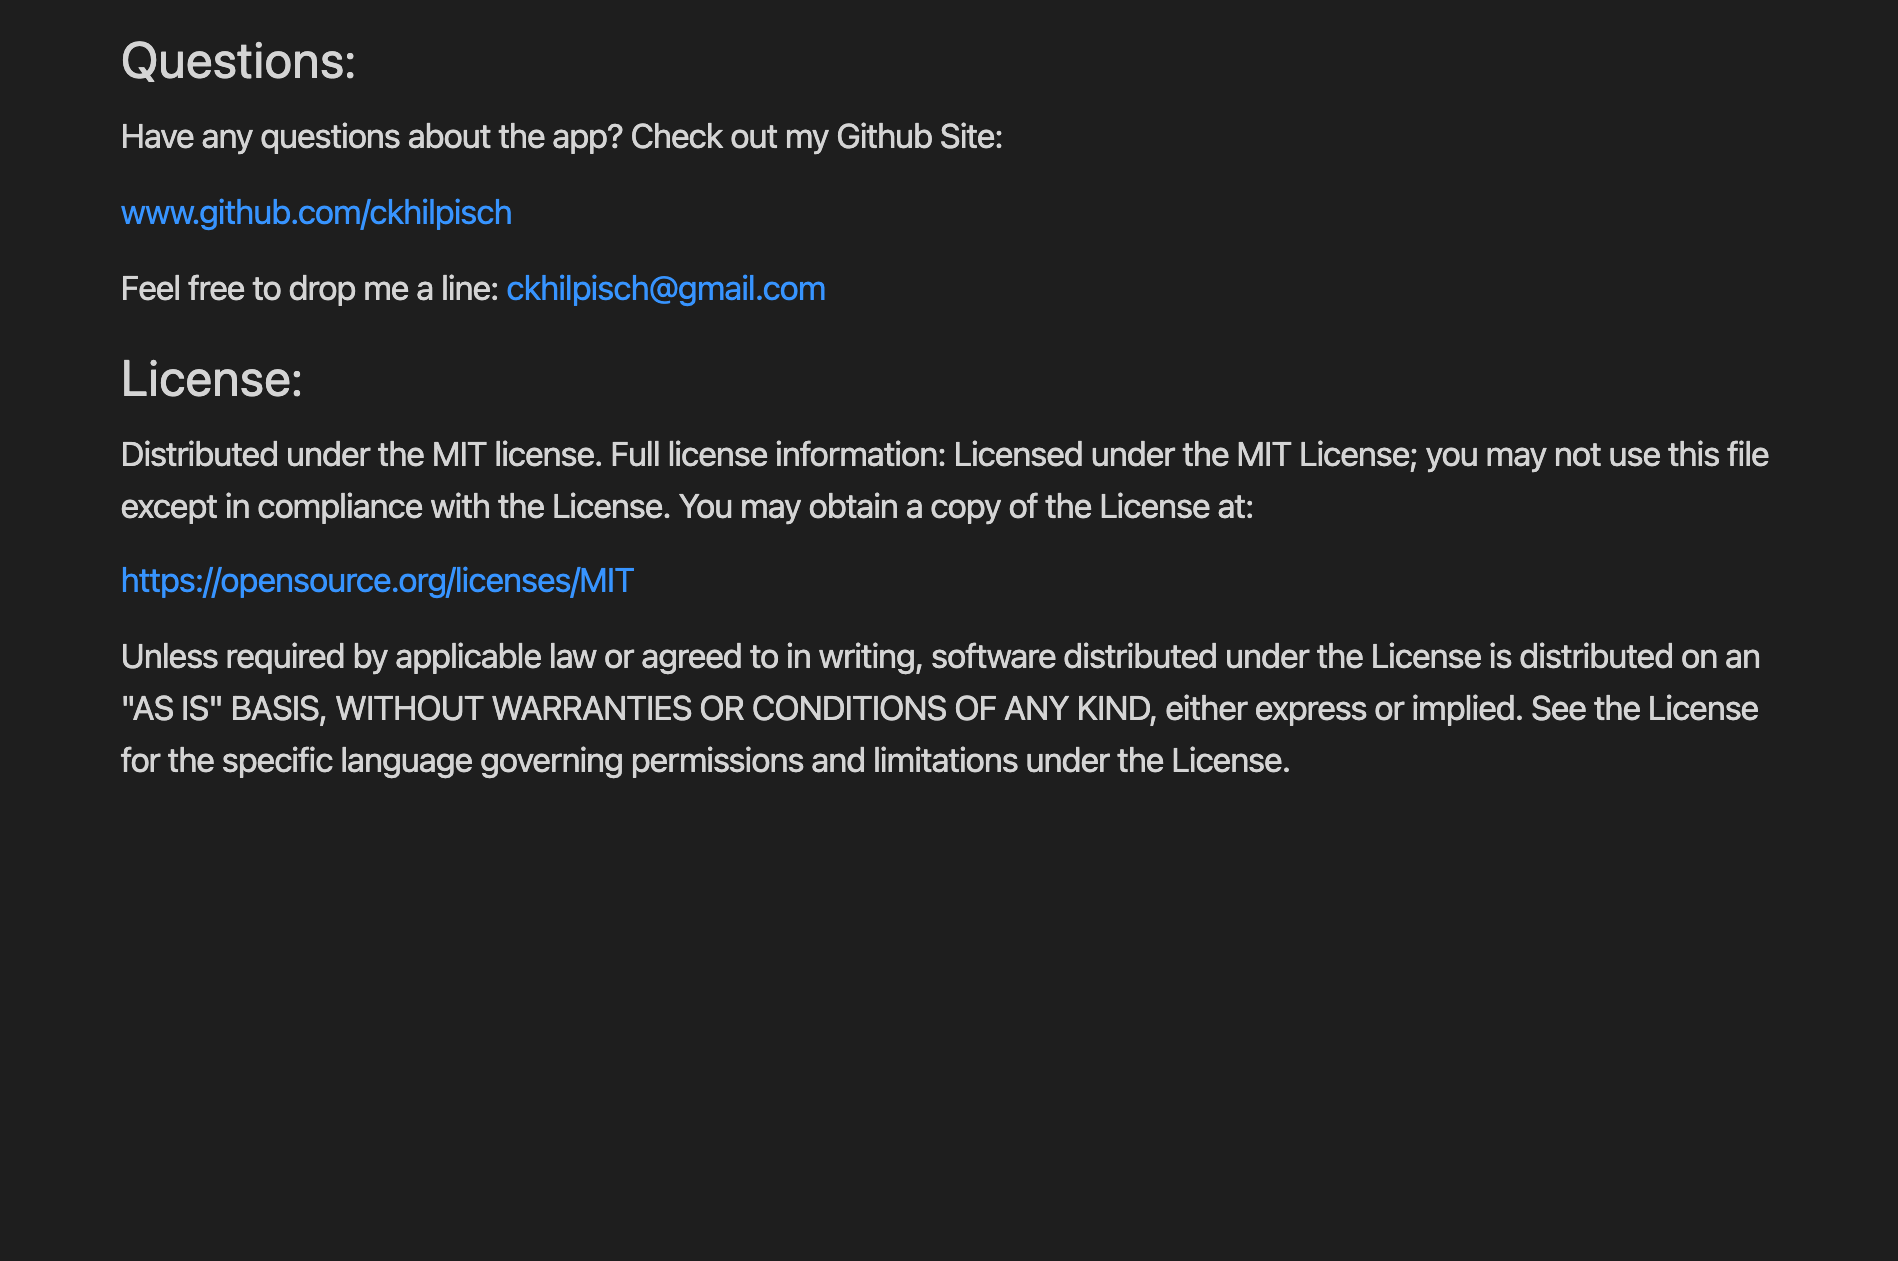 Questions:
Have any questions about the app? Check out my Github Site:
www.github.com/ckhilpisch
Feel free to drop me a line: ckhilpisch@gmail.com
License:
Distributed under the MIT license. Full license information: Licensed under the MIT License; you may not use this file
except in compliance with the License. You may obtain a copy of the License at:
https://opensource.org/licenses/MIT
Unless required by applicable law or agreed to in writing, software distributed under the License is distributed on an
"AS IS" BASIS, WITHOUT WARRANTIES OR CONDITIONS OF ANY KIND, either express or implied. See the License
for the specific language governing permissions and limitations under the License.